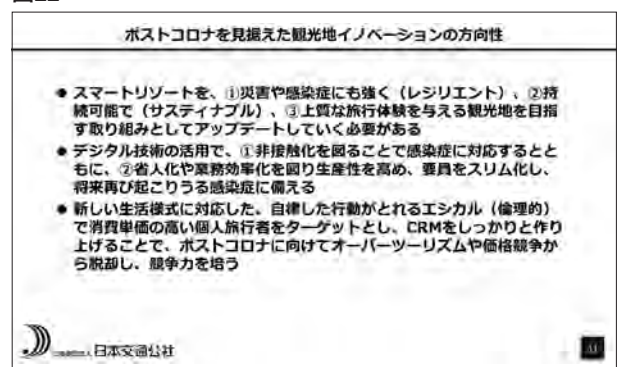 ポストコロナを見据えた観光地イノベーションの方向性
● スマートリゾートを、①災害や感染症にも強く（レジリエント）、②持
続可能で（サスティナブル）、③上質な旅行体験を与える観光地を目指
す取り組みとしてアップデートしていく必要がある
● デジタル技術の活用で、①非接触化を図ることで感染症に対応するとと
もに、②省人化や業務効率化を図り生産性を高め、要員をスリム化し、
将来再び起こりうる感染症に備える
● 新しい生活様式に対応した、自律した行動がとれるエシカル（倫理的）
で消費単価の高い個人旅行者をターゲットとし、CRMをしっかりと作り
上げることで、ポストコロナに向けてオーバーツーリズムや価格競争か
ら脱却し、競争力を培う
日本交通公社